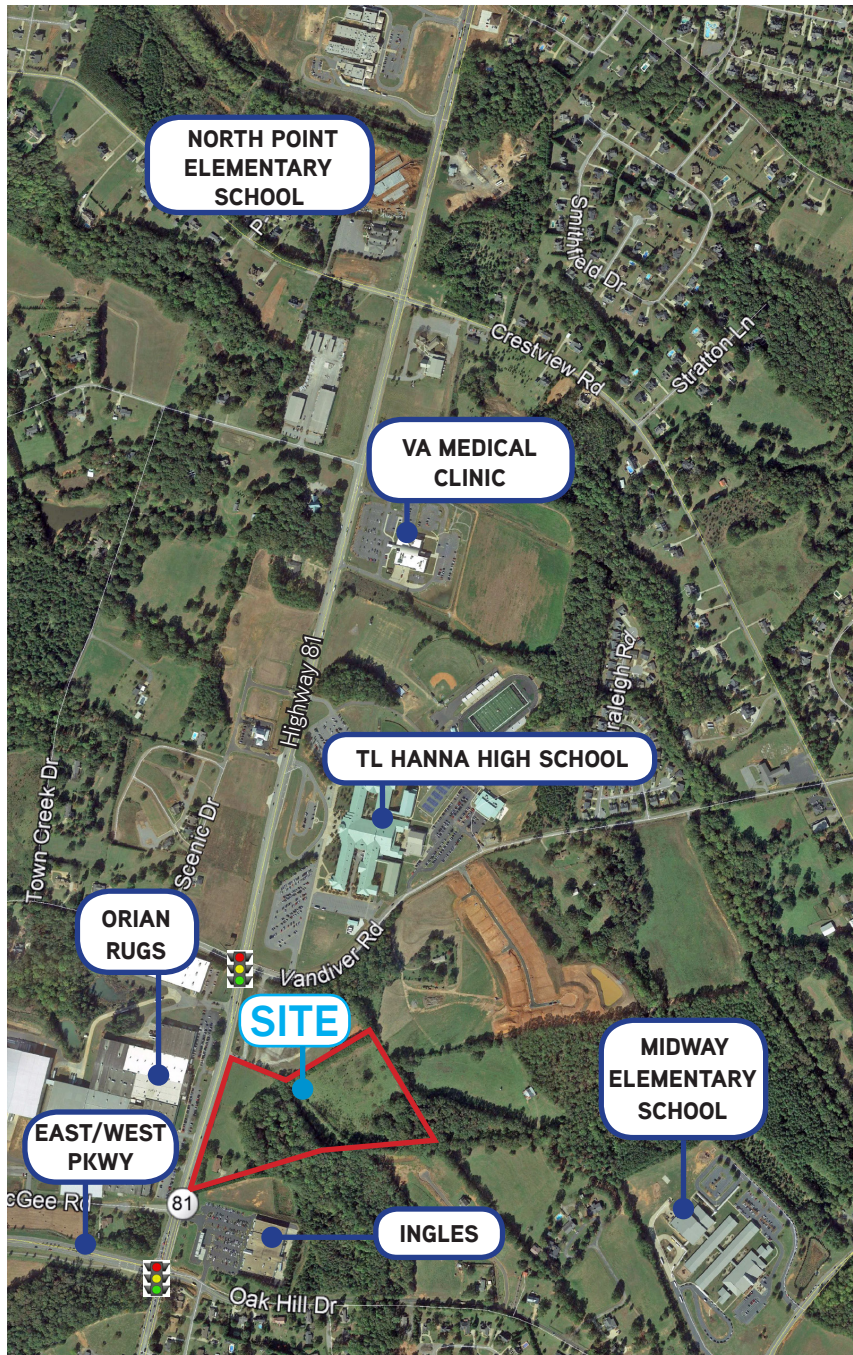 NORTH POINT
ELEMENTARY
SCHOOL
Smithfield Dr
Crestview Rd
Stratton Ln
VA MEDICAL
CLINIC
Highway 81
raleigh Rd
TL HANNA HIGH SCHOOL
Town Creek Dr
Scenic Dr
ORIAN
RUGS
Vandiver Rd
SITE
MIDWAY
ELEMENTARY
SCHOOL
EAST/WEST
PKWY
cGee Rd
81
INGLES
Oak Hill Dr